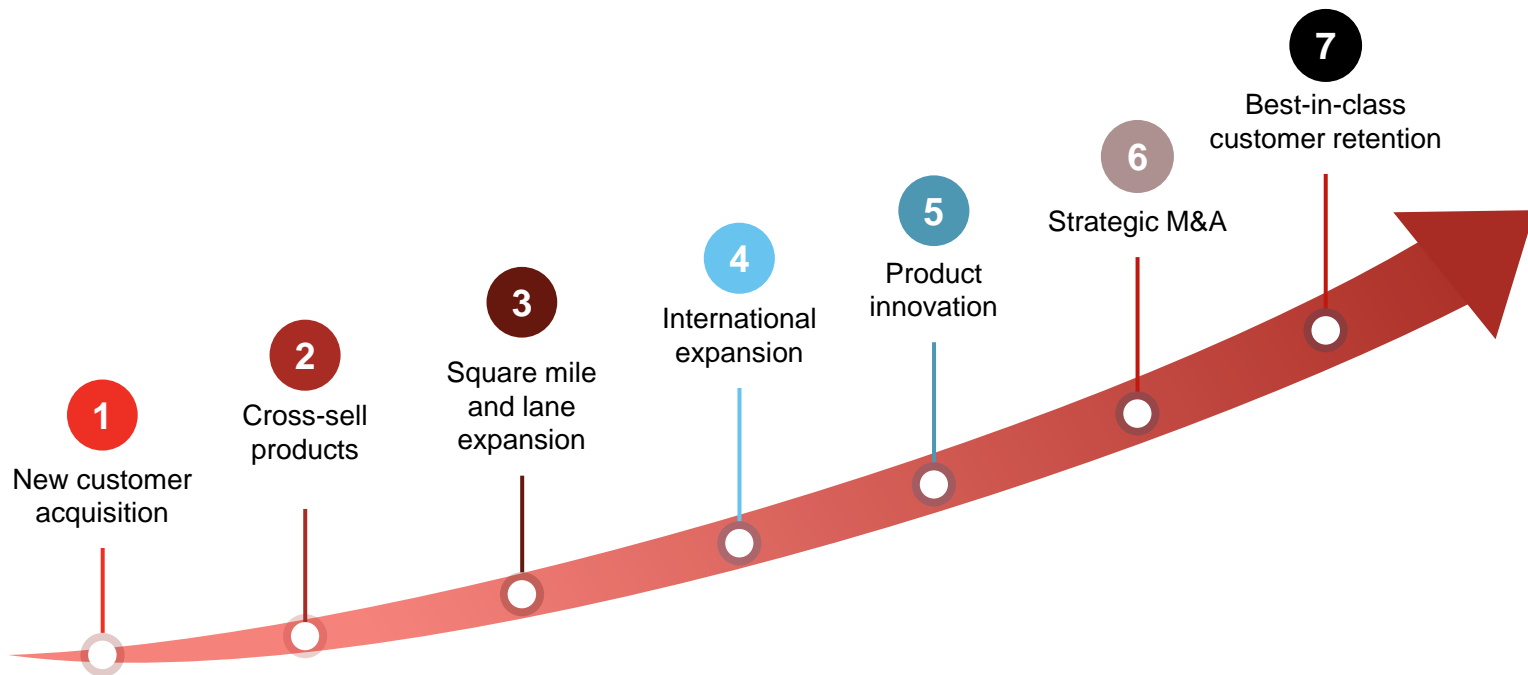 1
New customer
acquisition
2
Cross-sell
products
3
Square mile
and lane
expansion
4
International
expansion
5
Product
innovation
6
Strategic M&A
7
Best-in-class
customer retention